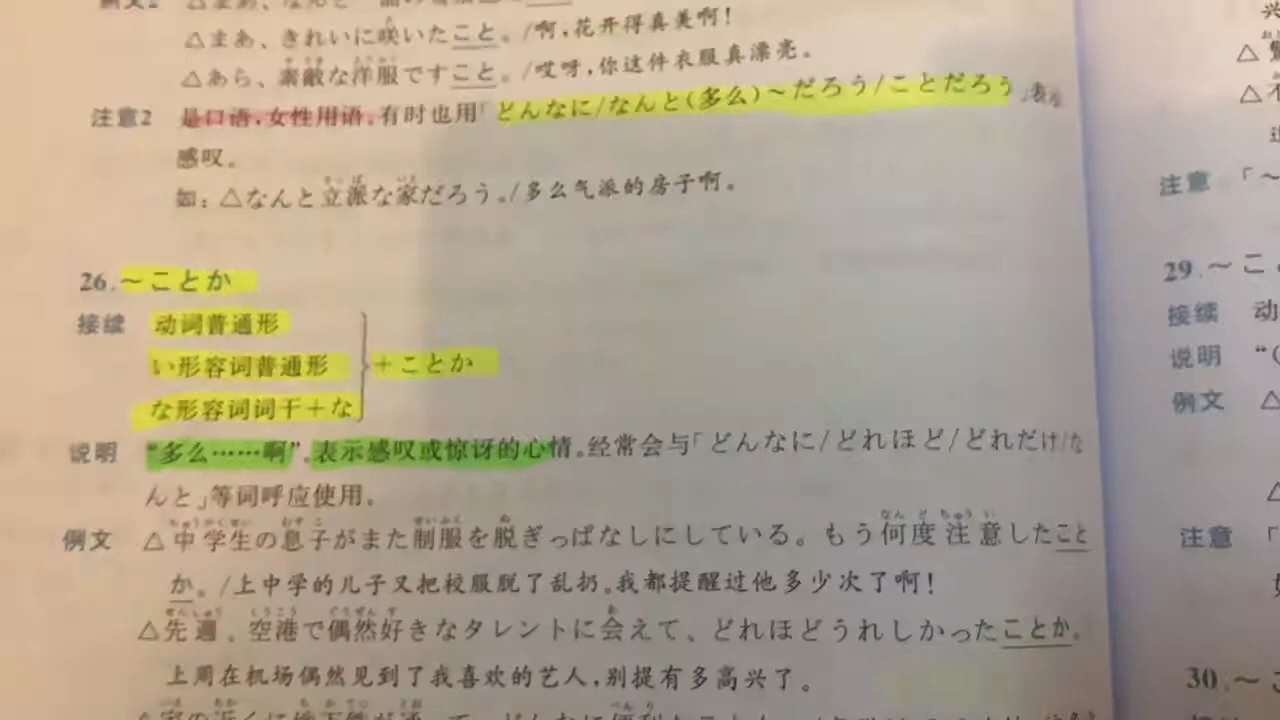 △まあ、きれいに咲いたこと。/啊,花开得真美啊!
△あら、素敵な洋服ですこと。/哎呀,你这件衣服真漂亮。
注意2 是口语,女性用语。有时也用「どんなに/なんと(多么)~だろう/ことだろう」表示
感叹。
如:△なんと立派な家だろう。/多么气派的房子啊。
26.~ことか
接续 动词普通形
い形容词普通形
な形容词词干+な
+ことか
说明 “多么……啊”。表示感叹或惊讶的心情。经常会与「どんなに/どれほど/どれだけ/な
んと」等词呼应使用。
例文 △中学生の息子がまた制服を脱ぎっぱなしにしている。もう何度注意したこと
か。/上中学的儿子又把校服脱了乱扔。我都提醒过他多少次了啊!
△先週、空港で偶然好きなタレントに会えて、どれほどうれしかったことか。
上周在机场偶然见到了我喜欢的艺人,别提有多高兴了。
注意 「~
29.~こ
接续 动
说明 “(
例文 △
注意 「
30.~こ